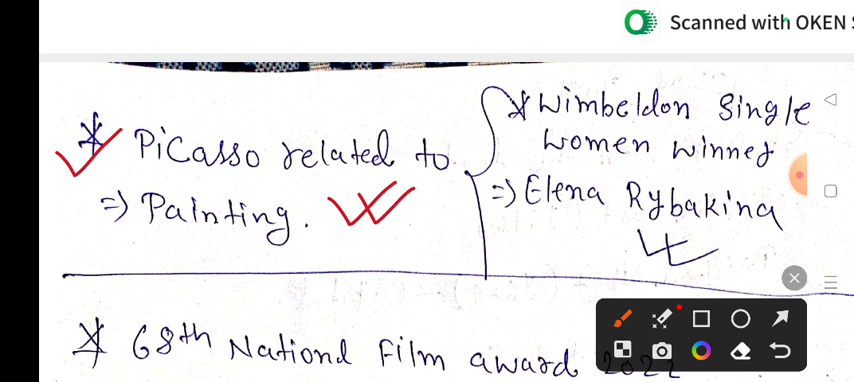 Scanned with OKEN S
* Picasso related to
=> Painting.
* Wimbeldon Single
women winner
=> Elena Rybakina
* 68th National Film award 2022